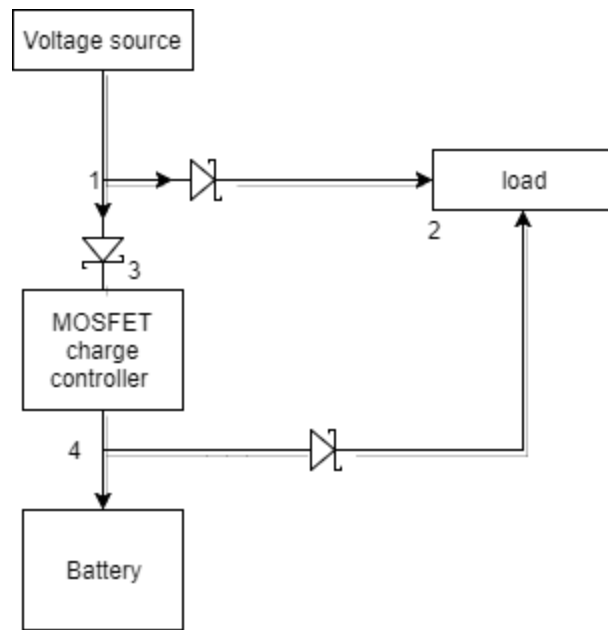 Voltage source
1
load
2
3
MOSFET
charge
controller
4
Battery